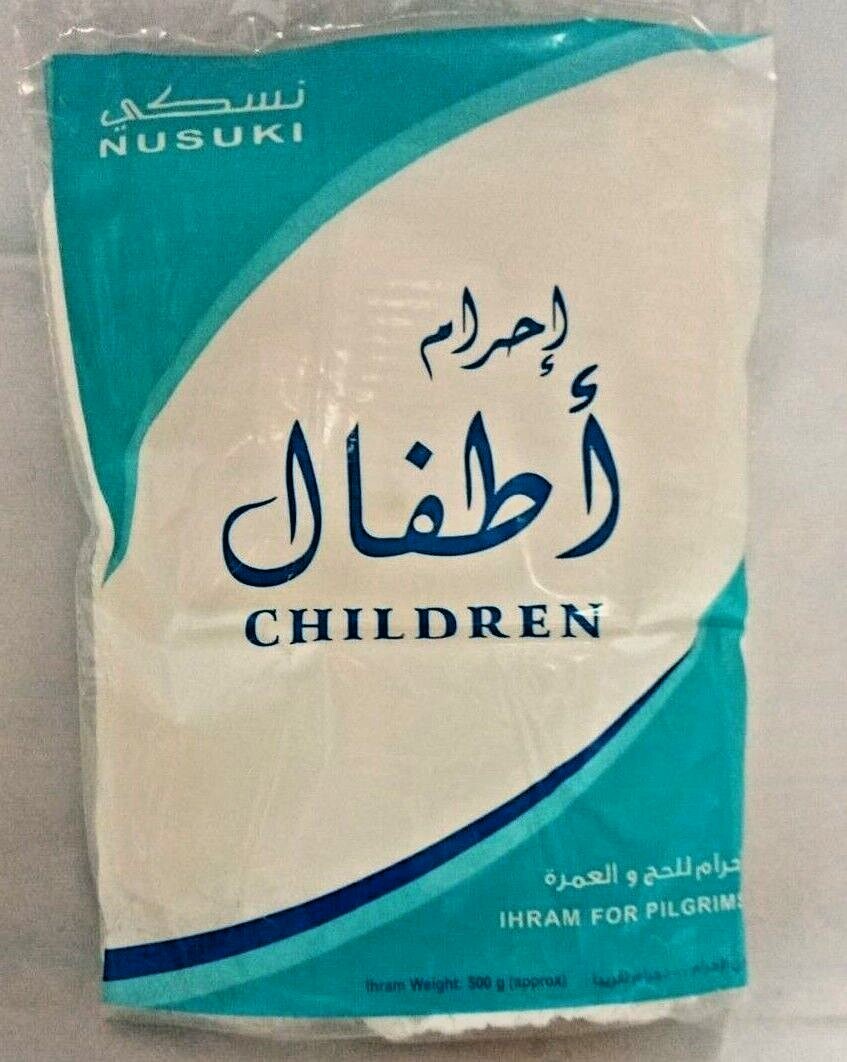 نسكي
NUSUKI
إحرام
أطفال
CHILDREN
حرام للحج و العمرة
IHRAM FOR PILGRIMS
Ihram Weight: 500 g (approx)